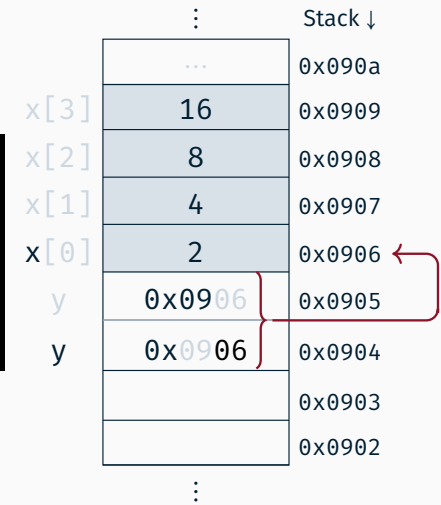 ⋮ Stack ↓
... 0x090a
x[3] 16 0x0909
x[2] 8 0x0908
x[1] 4 0x0907
x[0] 2 0x0906
y 0x0906 0x0905
y 0x0906 0x0904
0x0903
0x0902
⋮